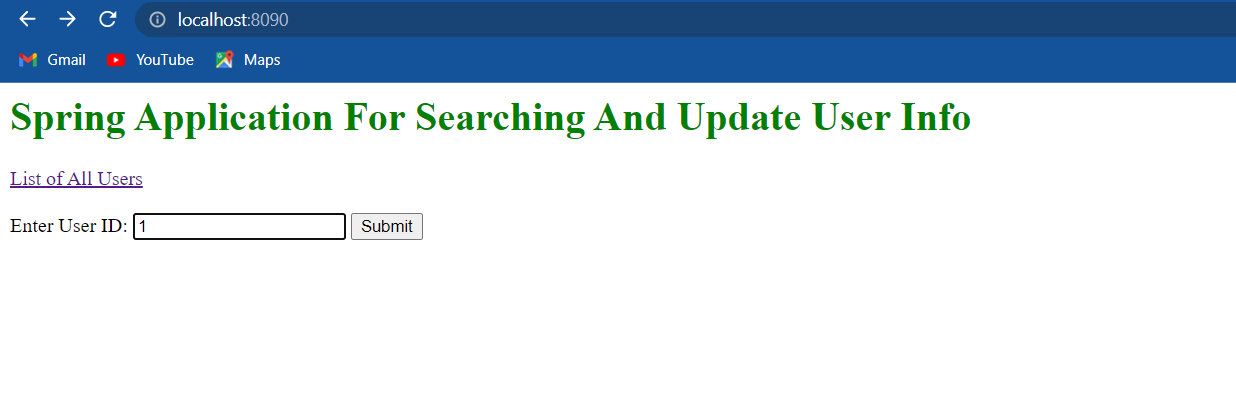 localhost:8090
Gmail YouTube Maps
Spring Application For Searching And Update User Info
List of All Users
Enter User ID: 1 Submit